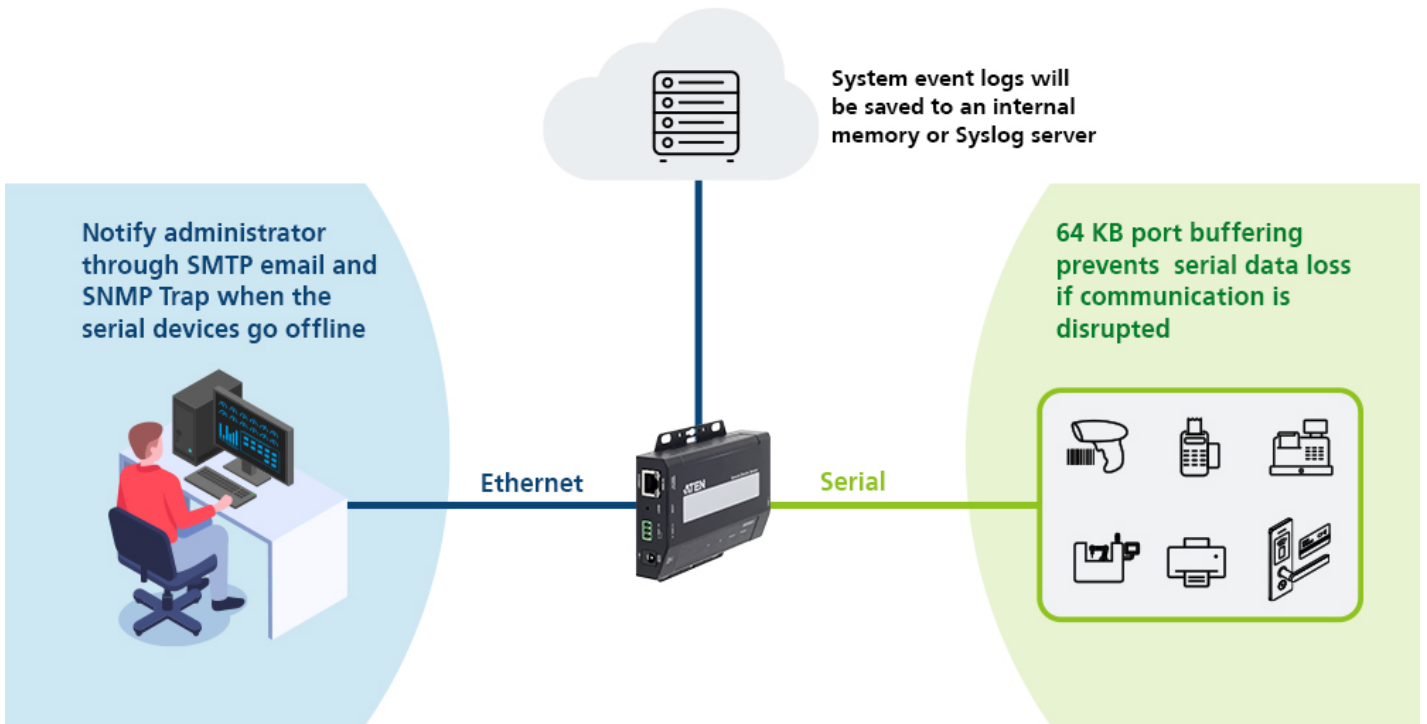 System event logs will
be saved to an internal
memory or Syslog server
Notify administrator
through SMTP email and
SNMP Trap when the
serial devices go offline
64 KB port buffering
prevents serial data loss
if communication is
disrupted
Ethernet
ATEN
Serial